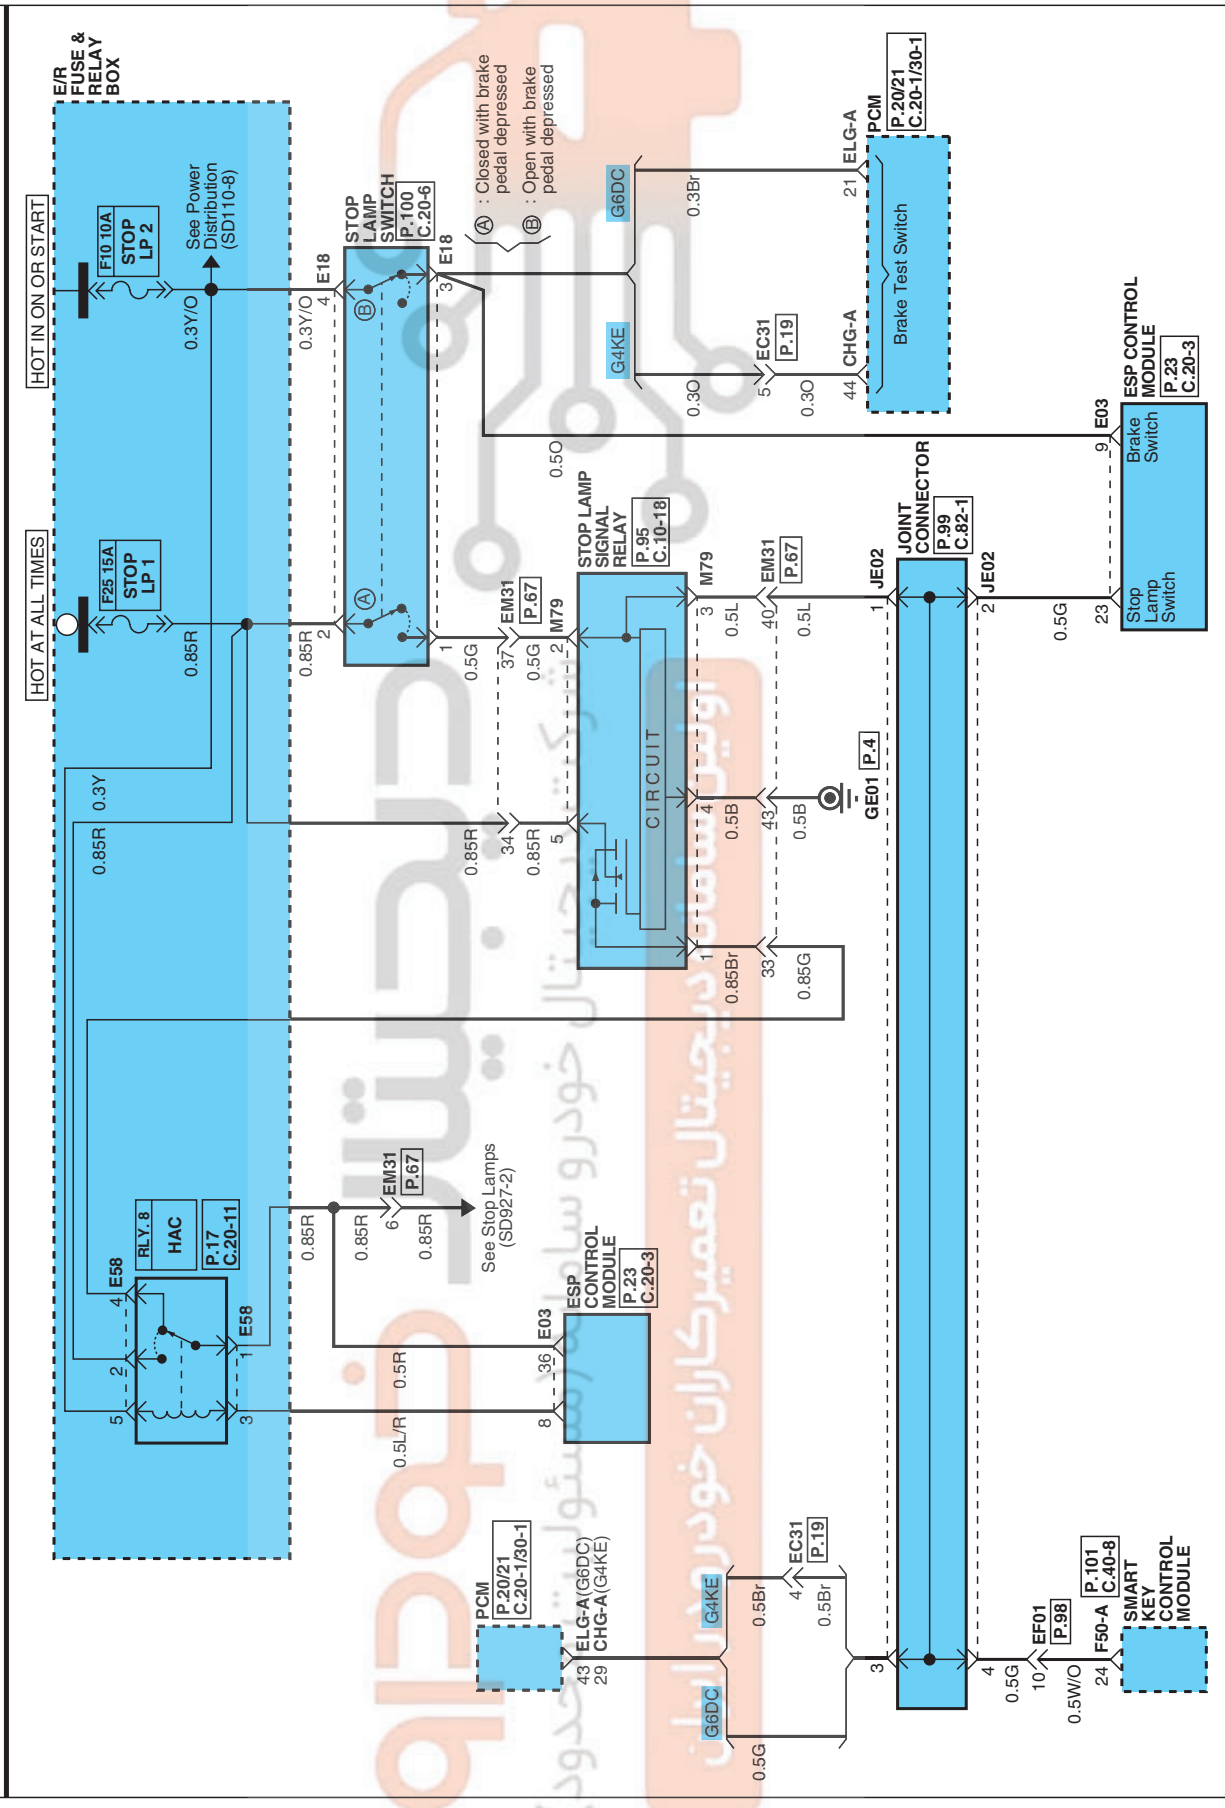 HOT AT ALL TIMES
HOT IN ON OR START
E/R
FUSE &
RELAY
BOX
F25 15A
STOP
LP 1
F10 10A
STOP
LP 2
See Power
Distribution
(SD110-8)
0.85R
0.3Y/O
0.3Y
0.85R
RLY. 8
HAC
P.17
C.20-11
E58
5
2
4
3
1
E58
0.85R
2
0.3Y/O
4
E18
STOP
LAMP
SWITCH
P.100
C.20-6
A
B
1
3
E18
A : Closed with brake
pedal depressed
B : Open with brake
pedal depressed
0.85R
0.85R
6
EM31
P.67
0.85R
See Stop Lamps
(SD927-2)
0.5L/R
0.5R
8
36
E03
ESP
CONTROL
MODULE
P.23
C.20-3
0.85R
34
0.85R
5
0.5G
37
EM31
P.67
0.5G
2
M79
STOP LAMP
SIGNAL
RELAY
P.95
C.10-18
CIRCUIT
1
4
3
M79
0.85Br
0.5B
0.5L
33
43
40
EM31
P.67
0.85G
0.5B
0.5L
GE01
P.4
0.5O
G4KE
G6DC
0.3O
0.3Br
5
EC31
P.19
0.3O
44
CHG-A
21
ELG-A
PCM
P.20/21
C.20-1/30-1
Brake Test Switch
PCM
P.20/21
C.20-1/30-1
43
ELG-A(G6DC)
29
CHG-A(G4KE)
G6DC
G4KE
0.5G
0.5Br
4
EC31
P.19
0.5Br
3
1
JE02
JOINT
CONNECTOR
P.99
C.82-1
4
2
JE02
0.5G
10
EF01
P.98
0.5W/O
24
F50-A
P.101
C.40-8
SMART
KEY
CONTROL
MODULE
0.5G
23
9
E03
Stop
Lamp
Switch
Brake
Switch
ESP CONTROL
MODULE
P.23
C.20-3
اولین سامانه دیجیتال تعمیرکاران خودرو در ایران